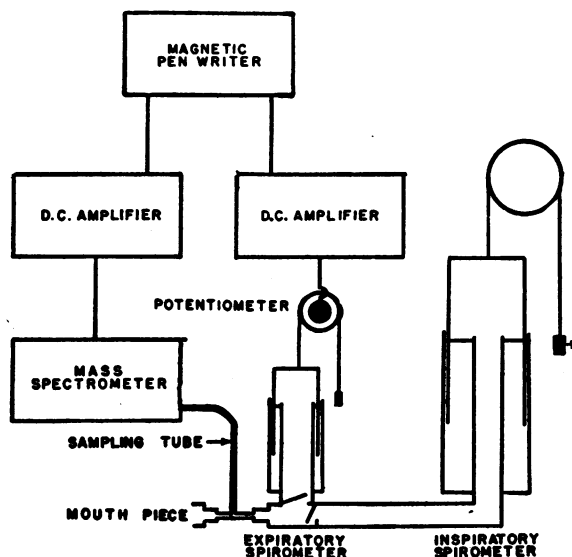 MAGNETIC
PEN WRITER
D.C. AMPLIFIER
D.C. AMPLIFIER
POTENTIOMETER
MASS
SPECTROMETER
SAMPLING TUBE
MOUTH PIECE
EXPIRATORY
SPIROMETER
INSPIRATORY
SPIROMETER